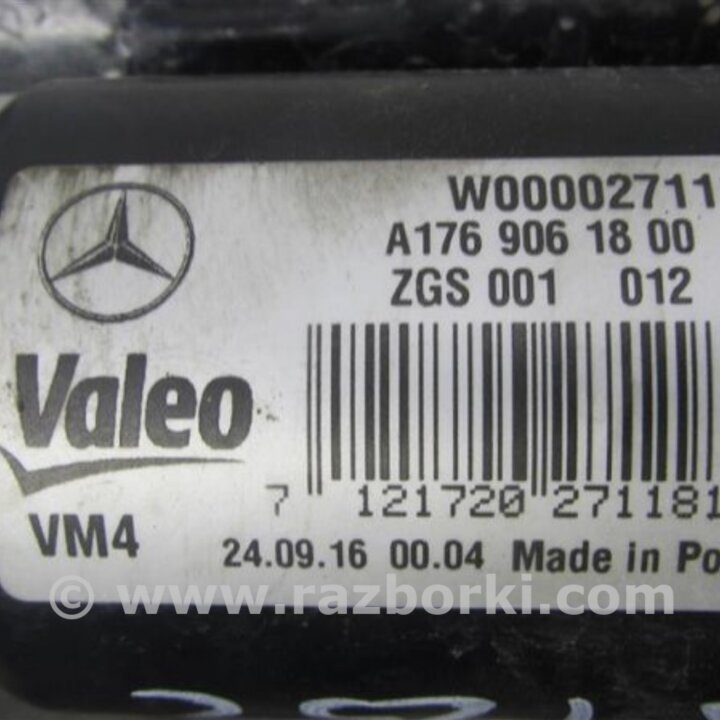 W00002711
A176 906 18 00
ZGS 001 012
Valeo
7 121720 271181
VM4
24.09.16 00.04 Made in Po
© www.razborki.com